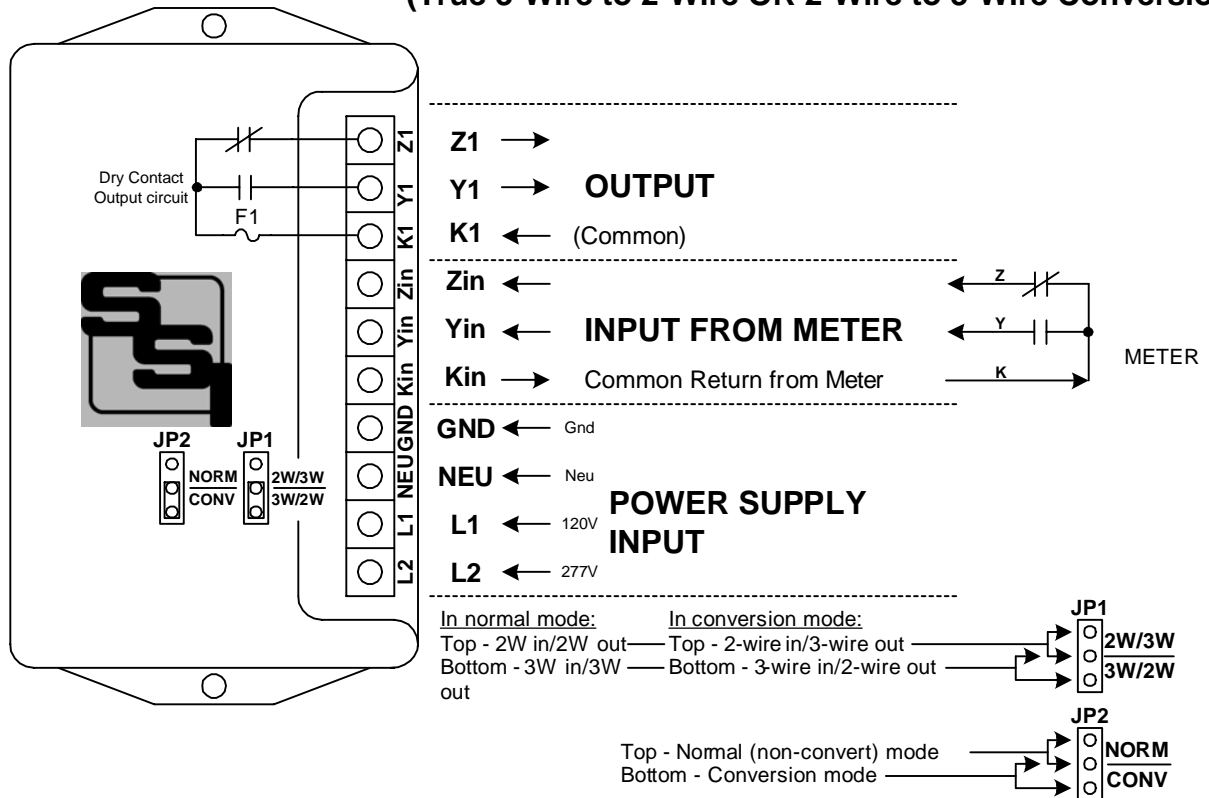 (True 3-Wire to 2-Wire OR 2-Wire to 3-Wire Conversio
Dry Contact
Output circuit
F1
Z1
Y1
K1
Zin
Yin
Kin
GND
NEU
L1
L2
SSI
JP2
JP1
NORM
CONV
2W/3W
3W/2W
Z1
Y1
OUTPUT
K1
(Common)
Zin
Yin
INPUT FROM METER
Kin
Common Return from Meter
Z
Y
K
METER
GND
Gnd
NEU
Neu
POWER SUPPLY
INPUT
L1
120V
L2
277V
In normal mode:
Top - 2W in/2W out
Bottom - 3W in/3W
out
In conversion mode:
Top - 2-wire in/3-wire out
Bottom - 3-wire in/2-wire out
JP1
2W/3W
3W/2W
Top - Normal (non-convert) mode
Bottom - Conversion mode
JP2
NORM
CONV